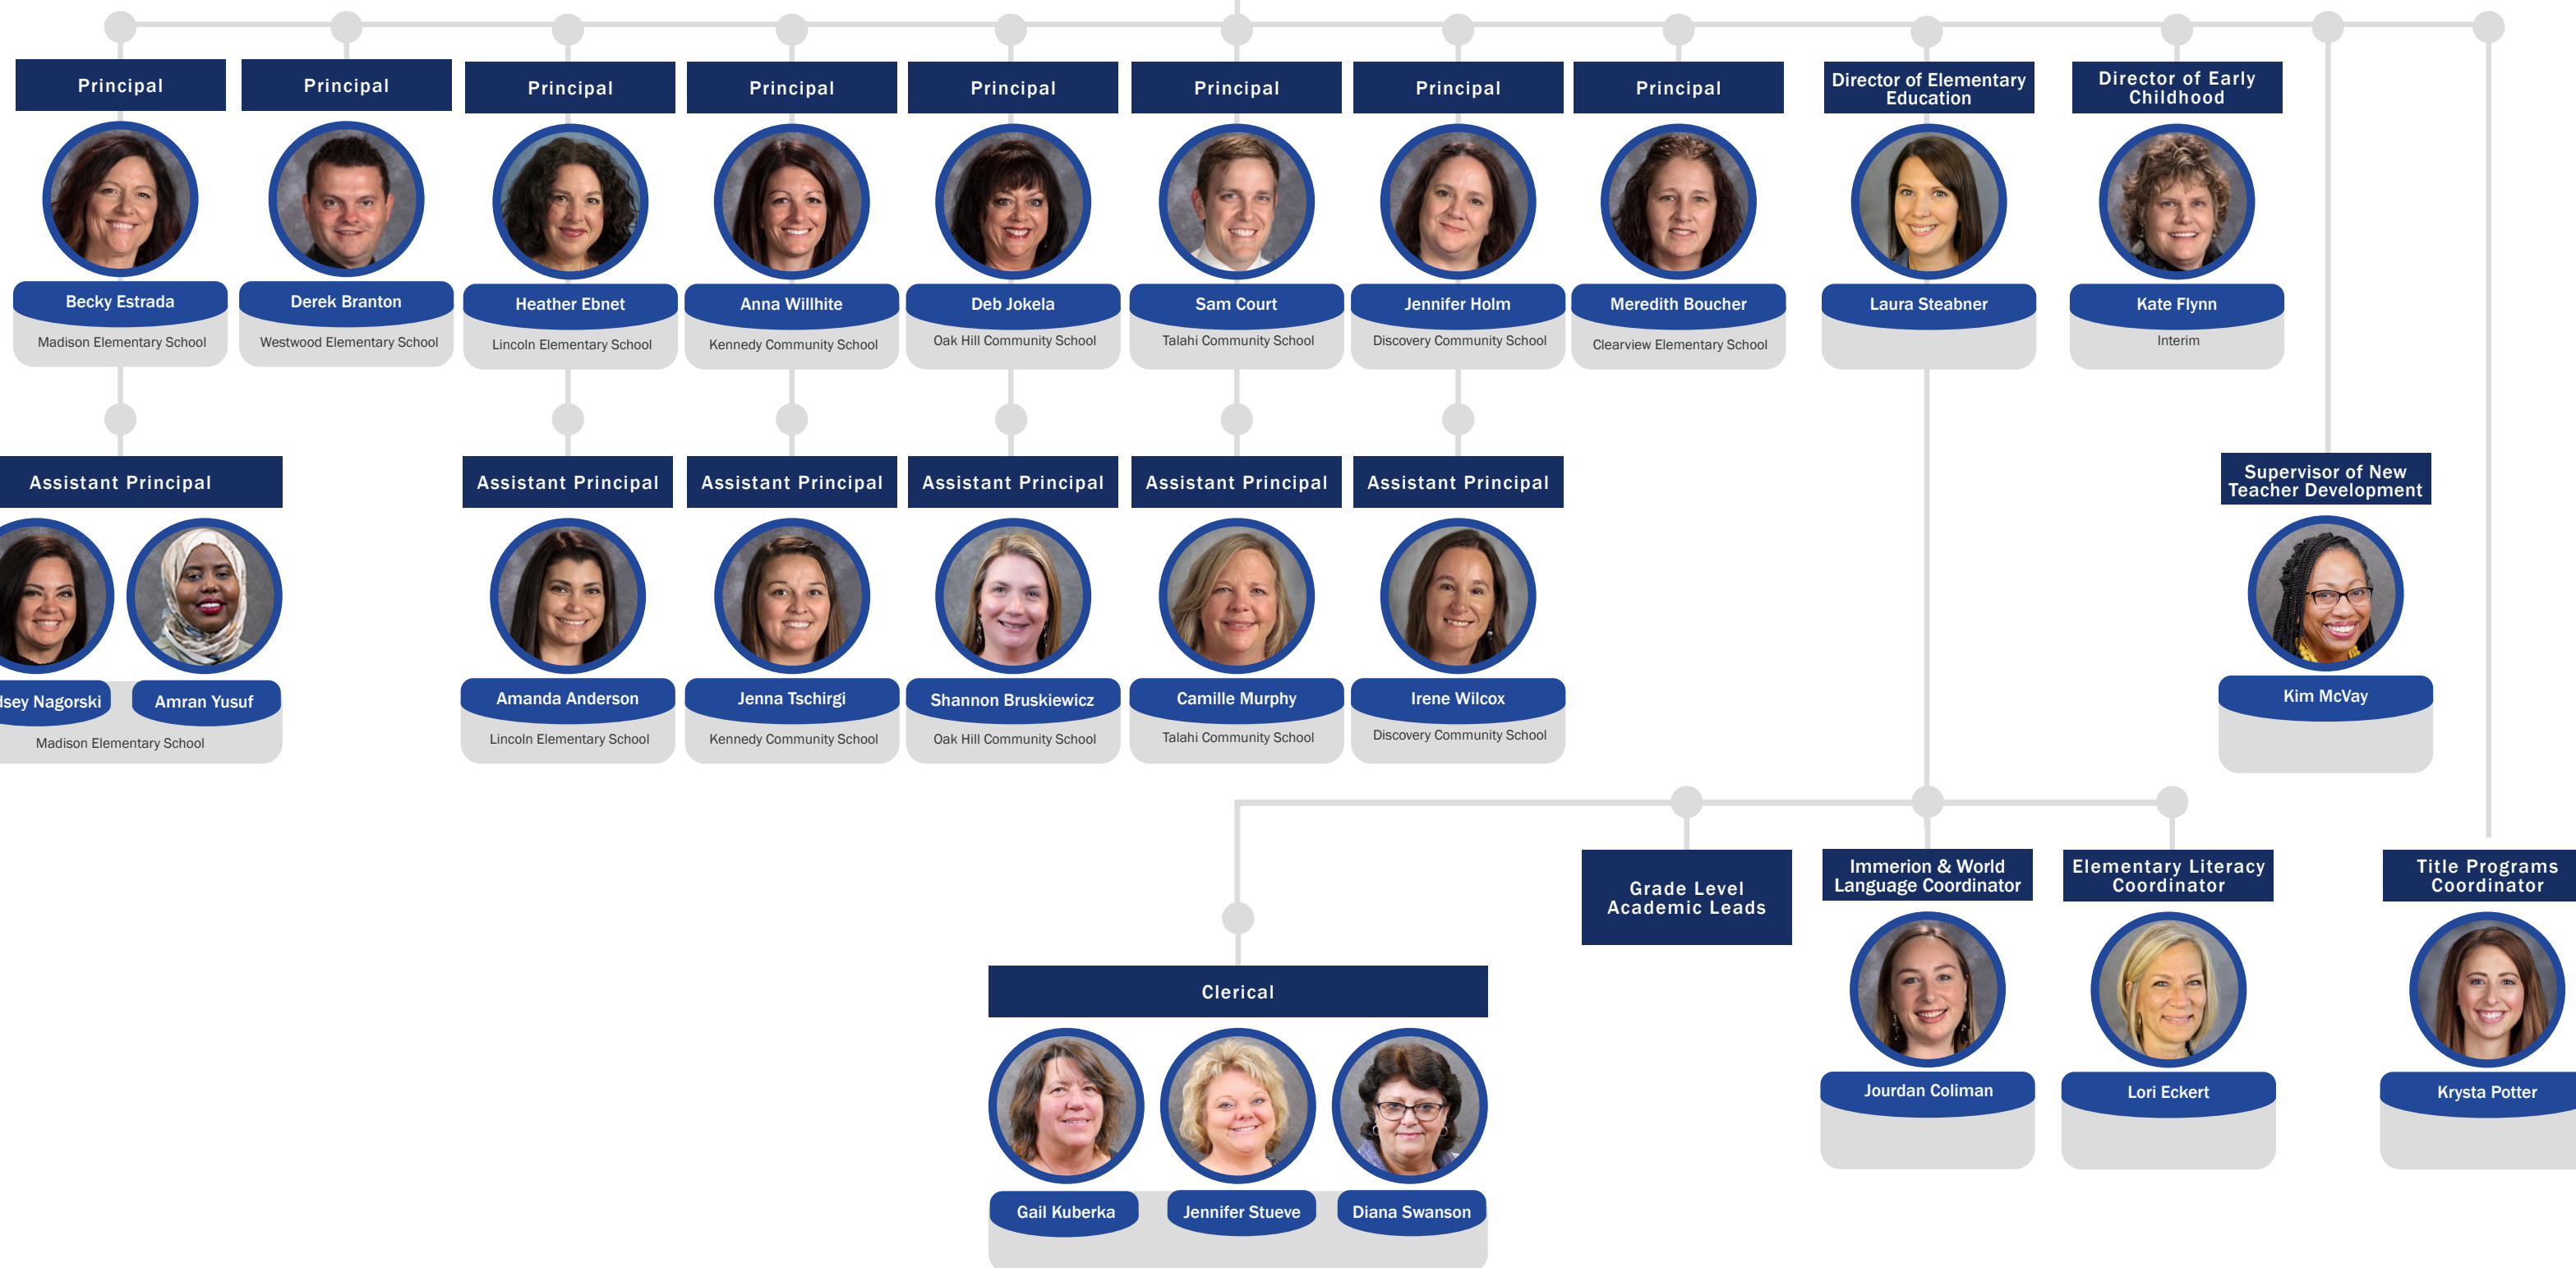 Principal
Principal
Principal
Principal
Principal
Principal
Principal
Principal
Director of Elementary
Education
Director of Early
Childhood
Becky Estrada
Madison Elementary School
Derek Branton
Westwood Elementary School
Heather Ebnet
Lincoln Elementary School
Anna Willhite
Kennedy Community School
Deb Jokela
Oak Hill Community School
Sam Court
Talahi Community School
Jennifer Holm
Discovery Community School
Meredith Boucher
Clearview Elementary School
Laura Steabner
Kate Flynn
Interim
Assistant Principal
Assistant Principal
Assistant Principal
Assistant Principal
Assistant Principal
Assistant Principal
Supervisor of New
Teacher Development
dsey Nagorski
Amran Yusuf
Madison Elementary School
Amanda Anderson
Lincoln Elementary School
Jenna Tschirgi
Kennedy Community School
Shannon Bruskiewicz
Oak Hill Community School
Camille Murphy
Talahi Community School
Irene Wilcox
Discovery Community School
Kim McVay
Grade Level
Academic Leads
Immerion & World
Language Coordinator
Elementary Literacy
Coordinator
Title Programs
Coordinator
Jourdan Coliman
Lori Eckert
Krysta Potter
Clerical
Gail Kuberka
Jennifer Stueve
Diana Swanson